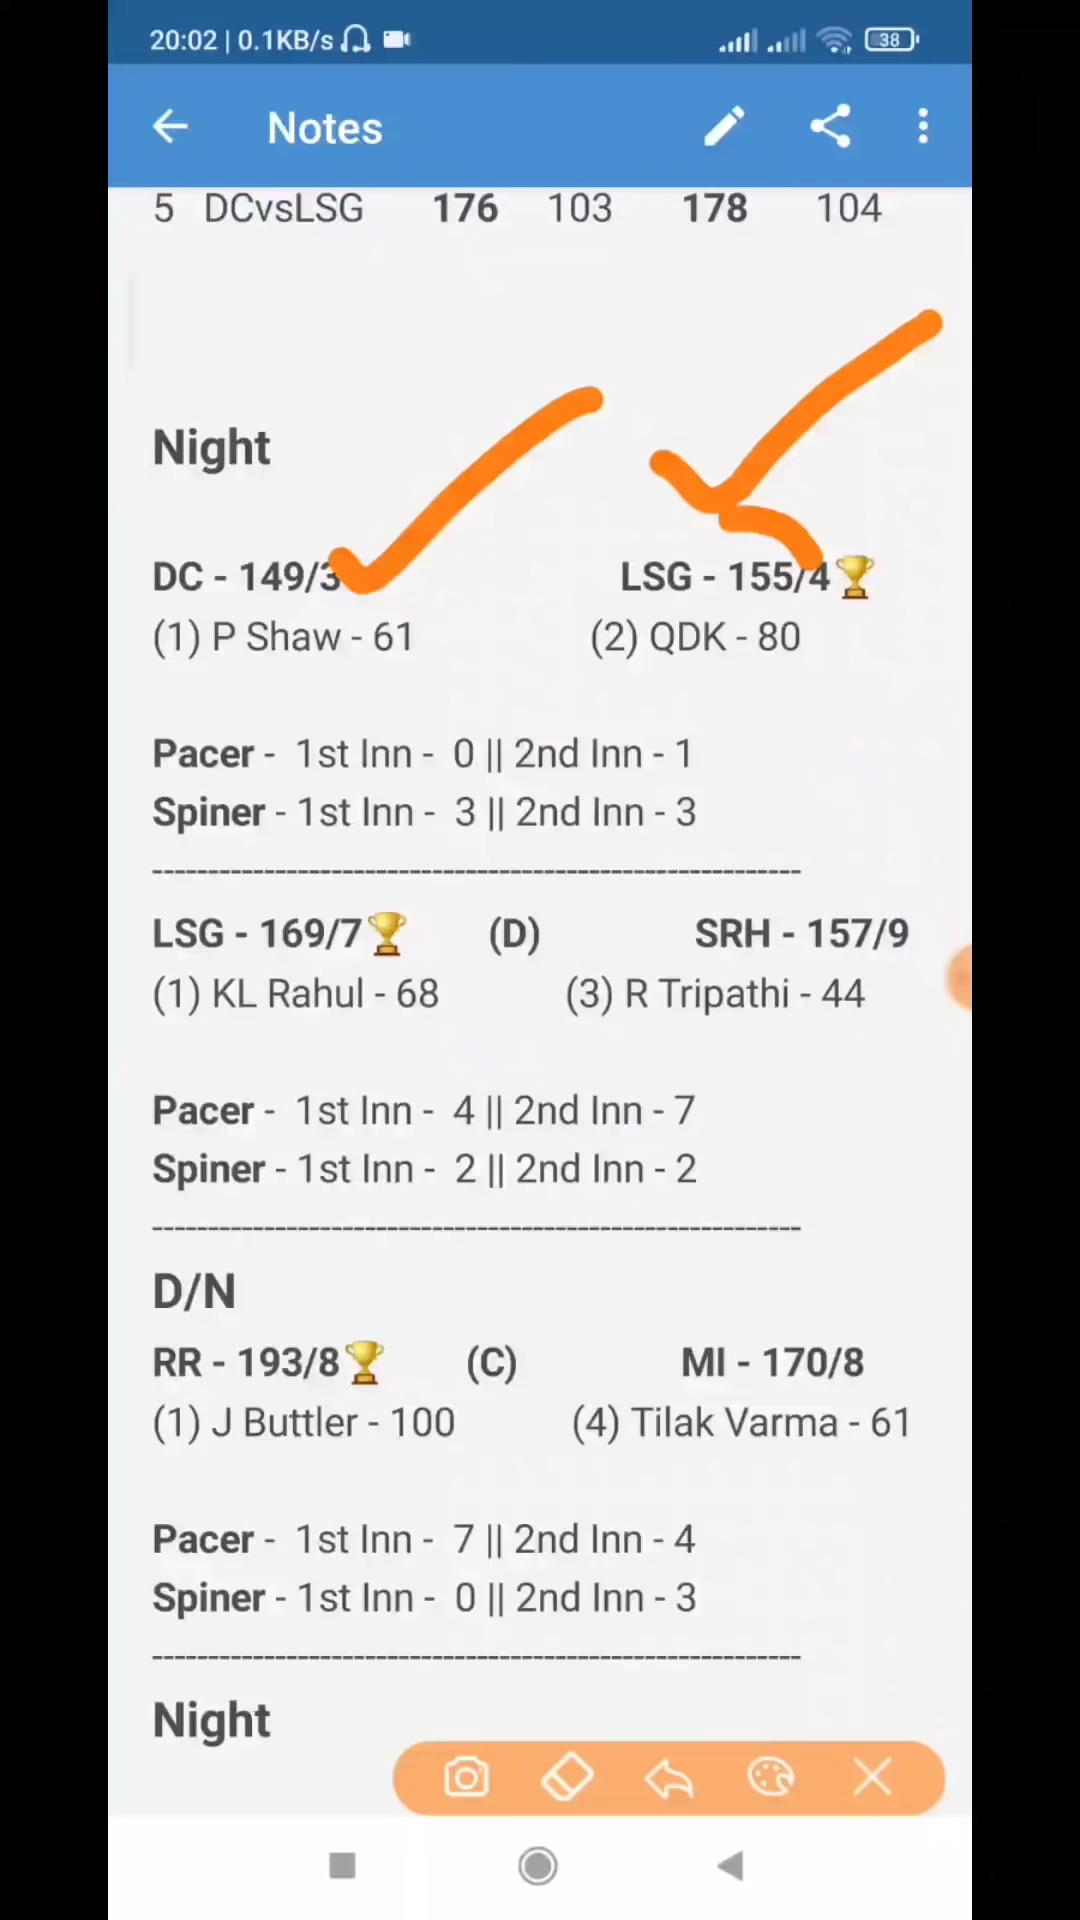 20:02 | 0.1KB/s 38
Notes
5 DCvsLSG 176 103 178 104
Night
DC - 149/3 LSG - 155/4🏆
(1) P Shaw - 61 (2) QDK - 80
Pacer - 1st Inn - 0 || 2nd Inn - 1
Spiner - 1st Inn - 3 || 2nd Inn - 3
----------------------------------------------------------
LSG - 169/7🏆 (D) SRH - 157/9
(1) KL Rahul - 68 (3) R Tripathi - 44
Pacer - 1st Inn - 4 || 2nd Inn - 7
Spiner - 1st Inn - 2 || 2nd Inn - 2
----------------------------------------------------------
D/N
RR - 193/8🏆 (C) MI - 170/8
(1) J Buttler - 100 (4) Tilak Varma - 61
Pacer - 1st Inn - 7 || 2nd Inn - 4
Spiner - 1st Inn - 0 || 2nd Inn - 3
----------------------------------------------------------
Night